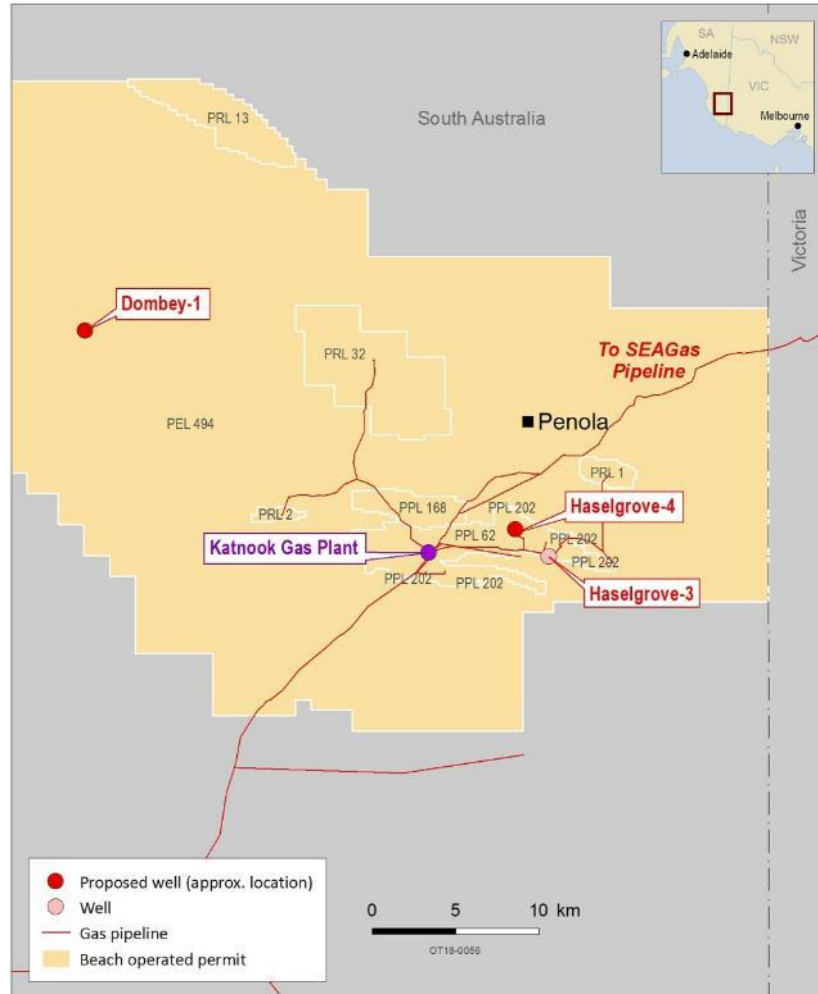 SA
NSW
Adelaide
VIC
Melbourne
PRL 13
South Australia
Victoria
Dombey-1
To SEAGas
Pipeline
PRL 32
PEL 494
Penola
PRL 1
PPL 168
PPL 202
Haselgrove-4
PRL 2
PPL 62
Katnook Gas Plant
PPL 202
PPL 202
PPL 202
PPL 202
Haselgrove-3
Proposed well (approx. location)
Well
Gas pipeline
Beach operated permit
0 5 10 km
OT18-0056